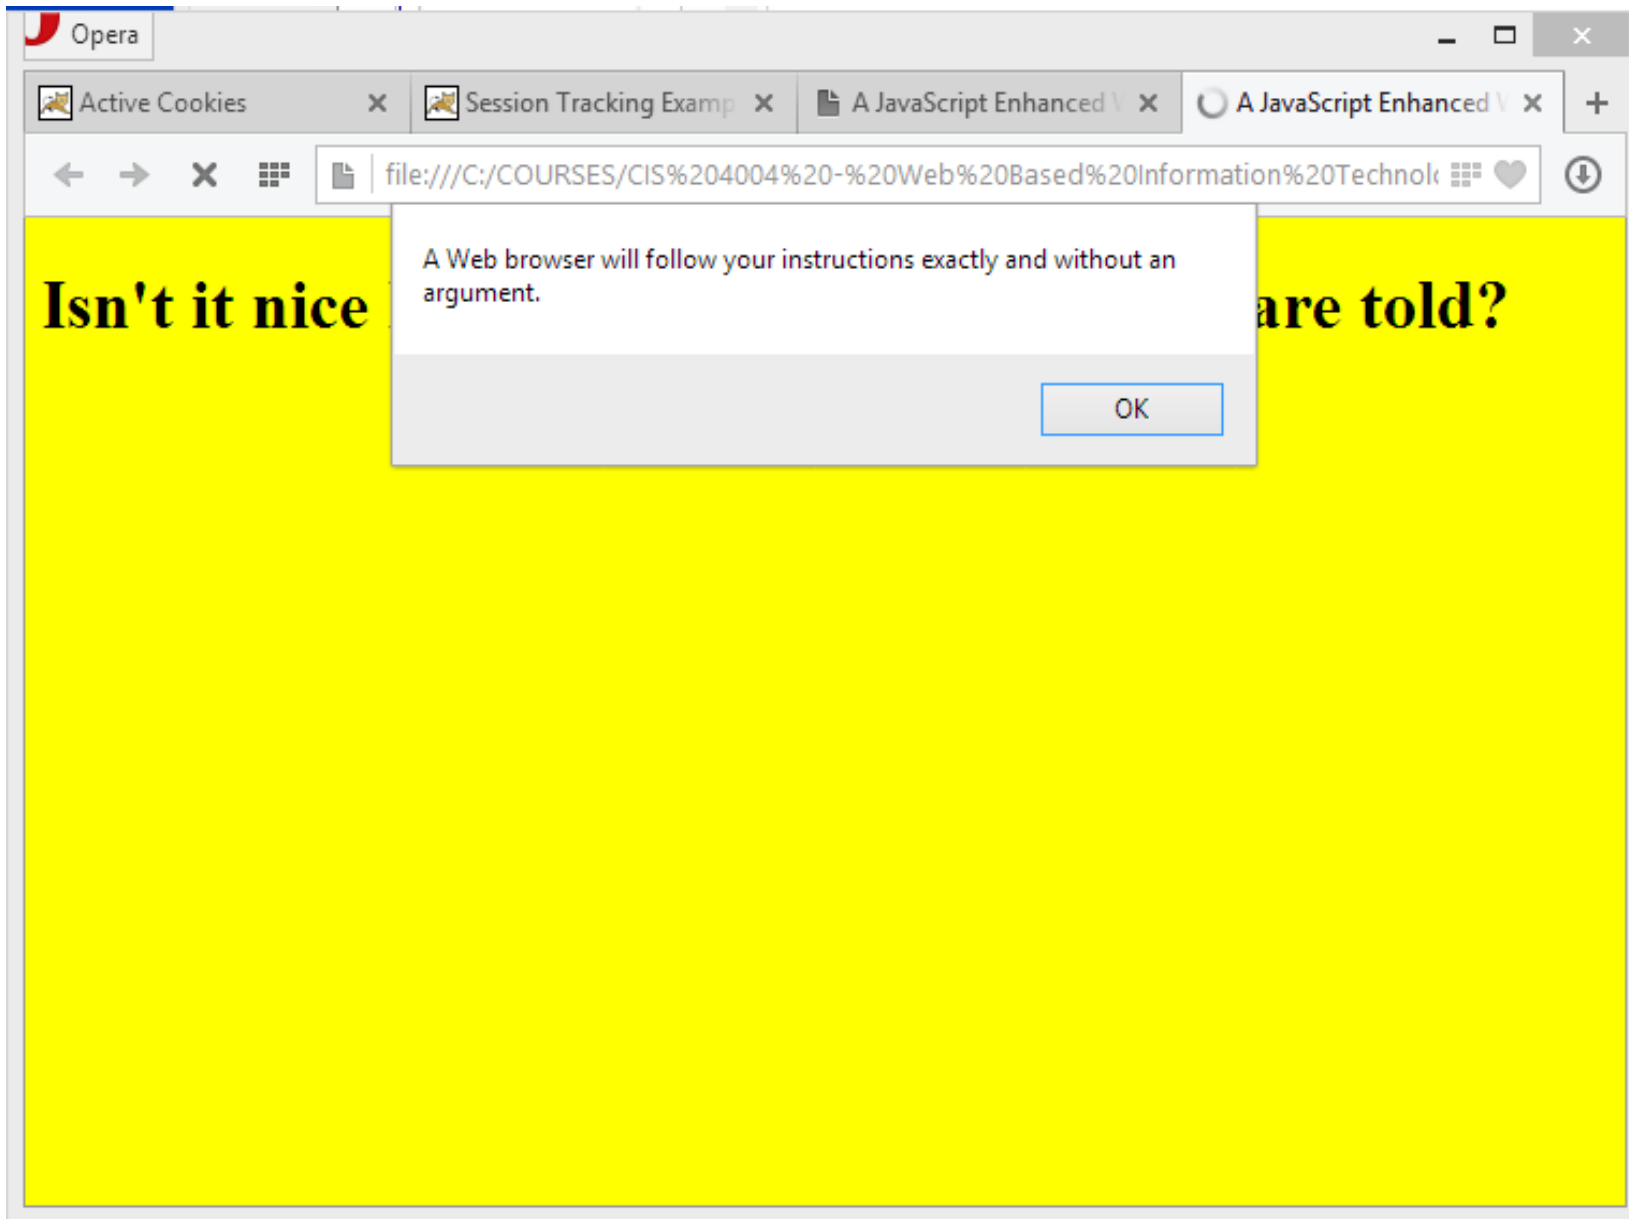 Opera
Active Cookies
Session Tracking Examp
A JavaScript Enhanced
A JavaScript Enhanced
file:///C:/COURSES/CIS%204004%20-%20Web%20Based%20Information%20Technolo
A Web browser will follow your instructions exactly and without an
argument.
OK
Isn't it nice are told?